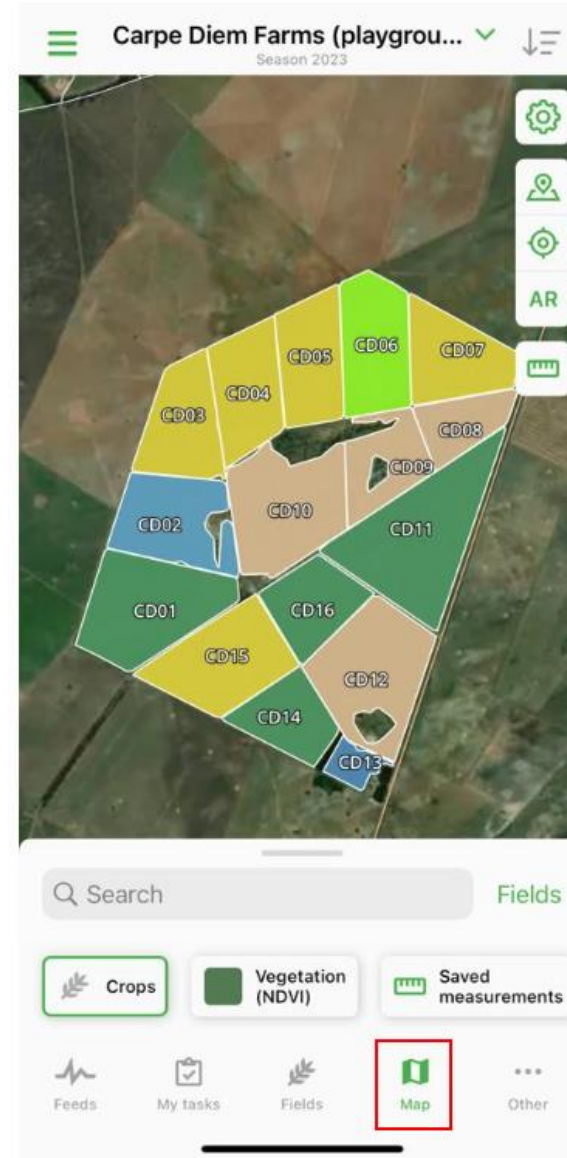 Carpe Diem Farms (playgrou...
Season 2023
AR
CD06
CD05
CD07
CD04
CD03
CD08
CD09
CD10
CD02
CD11
CD01
CD16
CD15
CD12
CD14
CD13
Search
Fields
Crops
Vegetation
(NDVI)
Saved
measurements
Feeds
My tasks
Fields
Map
Other